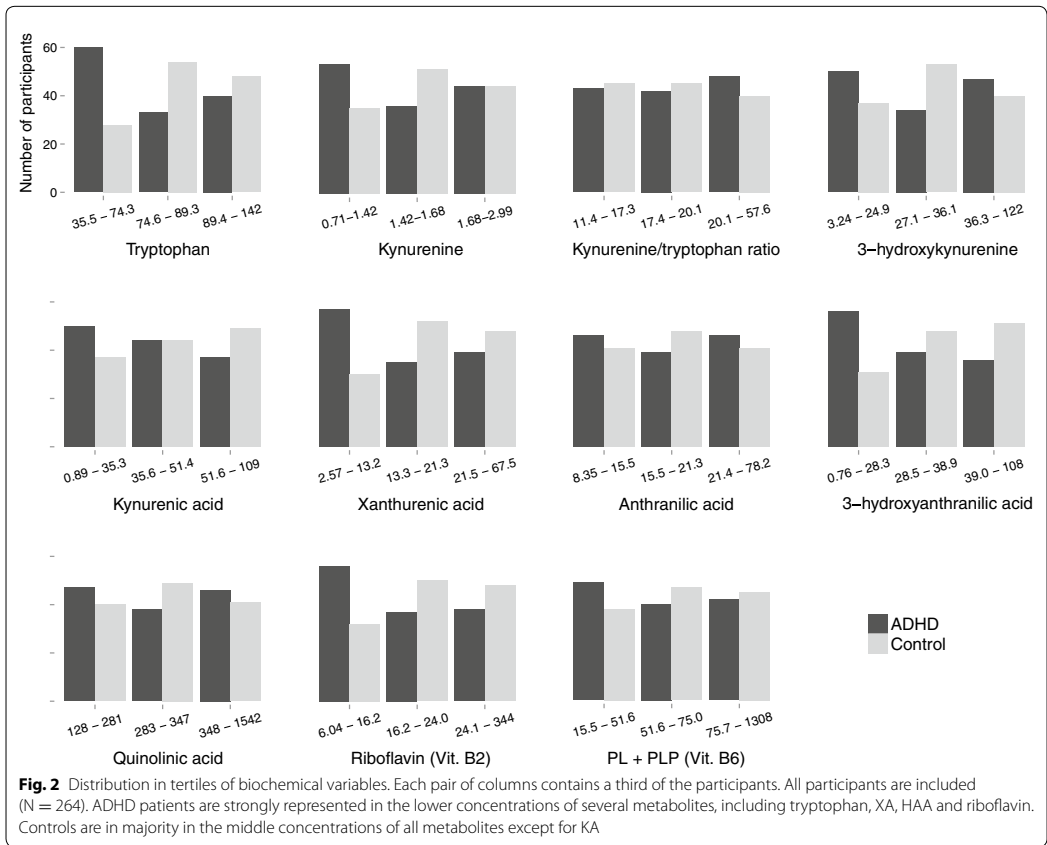 Number of participants
60
40
20
0
35.5 – 74.3 74.6 – 89.3 89.4 – 142
Tryptophan
0.71–1.42 1.42–1.68 1.68–2.99
Kynurenine
11.4 – 17.3 17.4 – 20.1 20.1 – 57.6
Kynurenine/tryptophan ratio
3.24 – 24.9 27.1 – 36.1 36.3 – 122
3–hydroxykynurenine
0.89 – 35.3 35.6 – 51.4 51.6 – 109
Kynurenic acid
2.57 – 13.2 13.3 – 21.3 21.5 – 67.5
Xanthurenic acid
8.35 – 15.5 15.5 – 21.3 21.4 – 78.2
Anthranilic acid
0.76 – 28.3 28.5 – 38.9 39.0 – 108
3–hydroxyanthranilic acid
128 – 281 283 – 347 348 – 1542
Quinolinic acid
6.04 – 16.2 16.2 – 24.0 24.1 – 344
Riboflavin (Vit. B2)
15.5 – 51.6 51.6 – 75.0 75.7 – 1308
PL + PLP (Vit. B6)
ADHD
Control
Fig. 2 Distribution in tertiles of biochemical variables. Each pair of columns contains a third of the participants. All participants are included
(N = 264). ADHD patients are strongly represented in the lower concentrations of several metabolites, including tryptophan, XA, HAA and riboflavin.
Controls are in majority in the middle concentrations of all metabolites except for KA